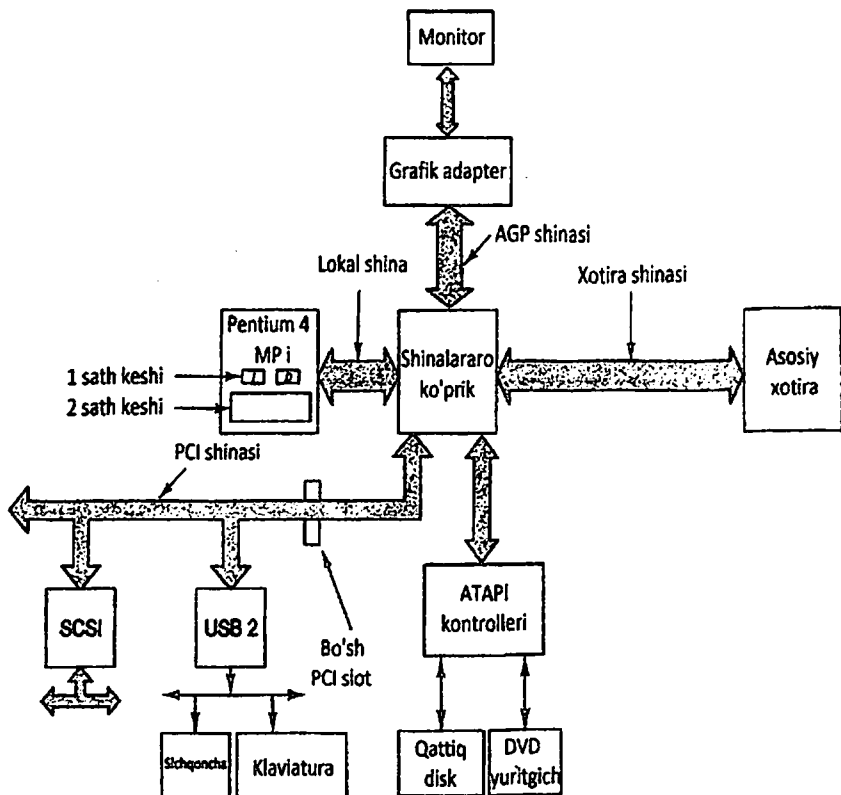 Monitor
Grafik adapter
AGP shinasi
Lokal shina
Xotira shinasi
Pentium 4
MP i
1 sath keshi
2 sath keshi
Shinalararo
ko'prik
Asosiy
xotira
PCI shinasi
SCSI
USB 2
Bo'sh
PCI slot
ATAPI
kontrolleri
Sichqoncha
Klaviatura
Qattiq
disk
DVD
yuritgich